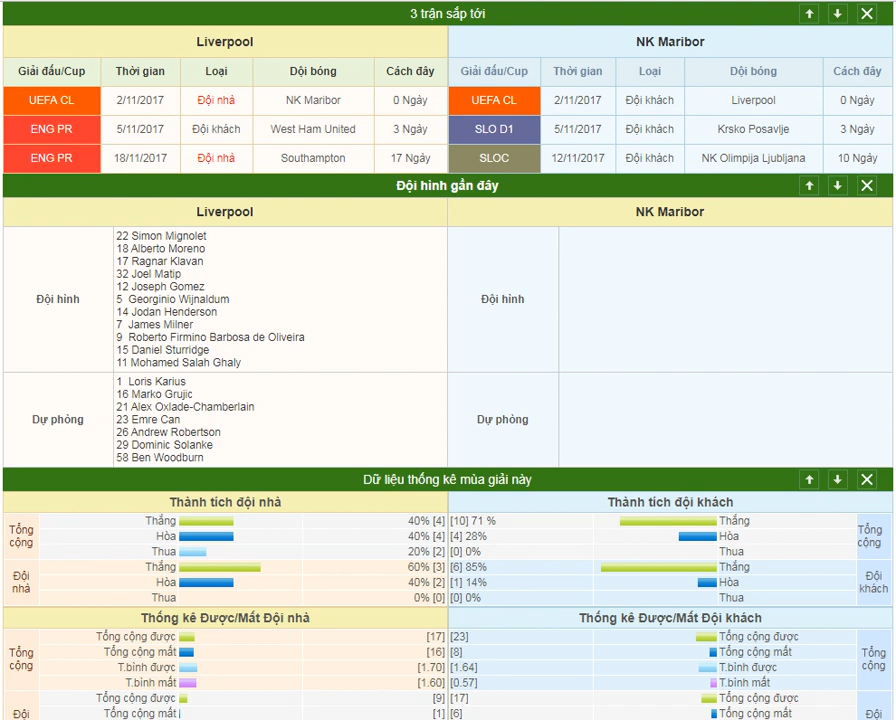 3 trận sắp tới
Liverpool NK Maribor
Giải đấu/Cup Thời gian Loại Dội bóng Cách đây Giải đấu/Cup Thời gian Loại Dội bóng Cách đây
UEFA CL 2/11/2017 Đội nhà NK Maribor 0 Ngày UEFA CL 2/11/2017 Đội khách Liverpool 0 Ngày
ENG PR 5/11/2017 Đội khách West Ham United 3 Ngày SLO D1 5/11/2017 Đội khách Krsko Posavlje 3 Ngày
ENG PR 18/11/2017 Đội nhà Southampton 17 Ngày SLOC 12/11/2017 Đội khách NK Olimpija Ljubljana 10 Ngày
Đội hình gần đây
Liverpool NK Maribor
Đội hình
22 Simon Mignolet
18 Alberto Moreno
17 Ragnar Klavan
32 Joel Matip
12 Joseph Gomez
5 Georginio Wijnaldum
14 Jodan Henderson
7 James Milner
9 Roberto Firmino Barbosa de Oliveira
15 Daniel Sturridge
11 Mohamed Salah Ghaly
Đội hình
Dự phòng
1 Loris Karius
16 Marko Grujic
21 Alex Oxlade-Chamberlain
23 Emre Can
26 Andrew Robertson
29 Dominic Solanke
58 Ben Woodburn
Dự phòng
Dữ liệu thống kê mùa giải này
Thành tích đội nhà Thành tích đội khách
Tổng cộng
Thắng 40% [4] [10] 71 % Thắng
Hòa 40% [4] [4] 28% Hòa
Thua 20% [2] [0] 0% Thua
Tổng cộng
Đội nhà
Thắng 60% [3] [6] 85% Thắng
Hòa 40% [2] [1] 14% Hòa
Thua 0% [0] [0] 0% Thua
Đội khách
Thống kê Được/Mất Đội nhà Thống kê Được/Mất Đội khách
Tổng cộng
Tổng cộng được [17] [23] Tổng cộng được
Tổng cộng mất [16] [8] Tổng cộng mất
T.bình được [1.70] [1.64] T.bình được
T.bình mất [1.60] [0.57] T.bình mất
Tổng cộng
Tổng cộng được [9] [17] Tổng cộng được
Đội Tổng cộng mất [1] [6] Tổng cộng mất Đội